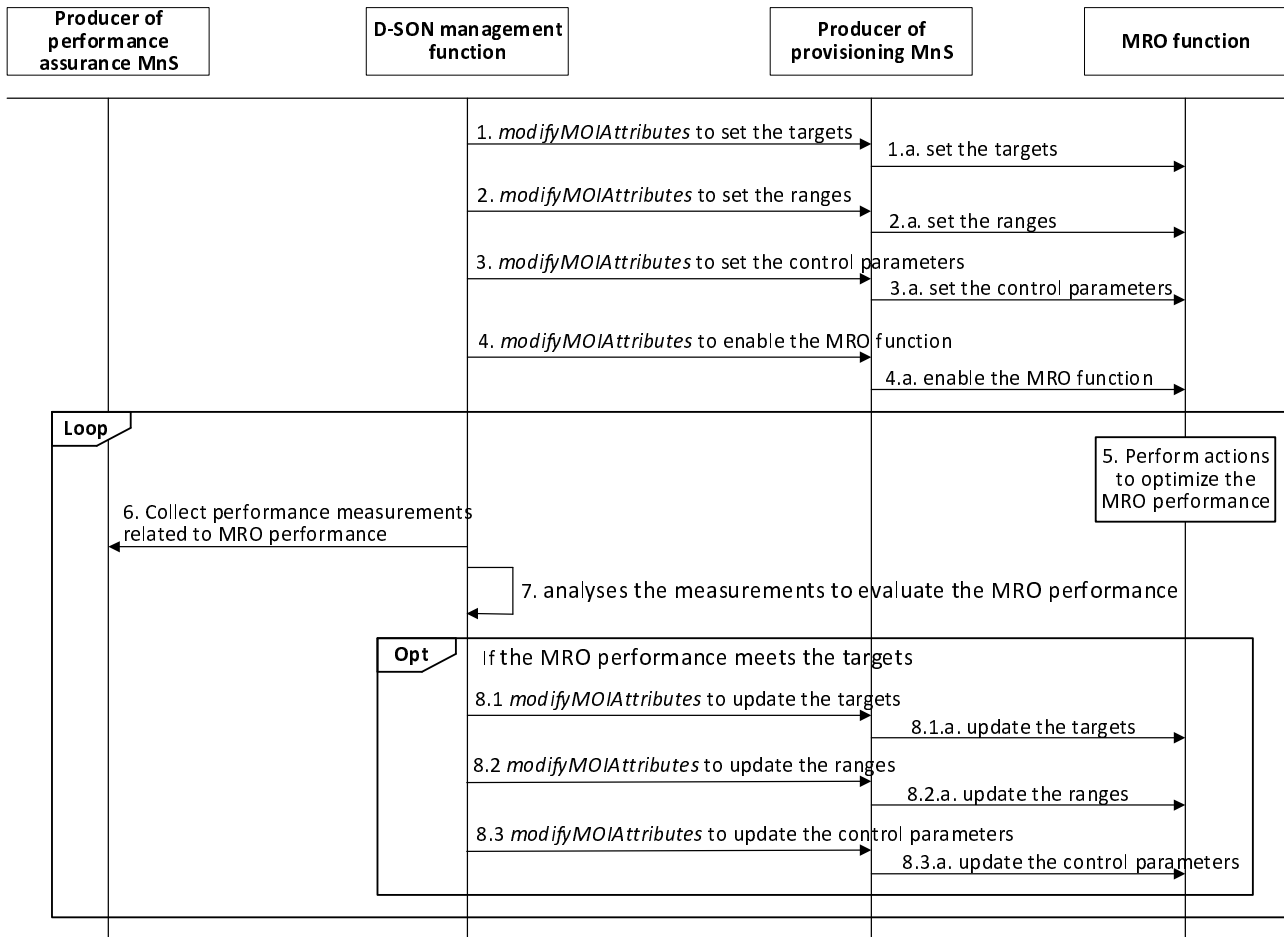 Producer of
performance
assurance MnS
D-SON management
function
Producer of
provisioning MnS
MRO function
1. modifyMOIAttributes to set the targets
1.a. set the targets
2. modifyMOIAttributes to set the ranges
2.a. set the ranges
3. modifyMOIAttributes to set the control parameters
3.a. set the control parameters
4. modifyMOIAttributes to enable the MRO function
4.a. enable the MRO function
Loop
5. Perform actions
to optimize the
MRO performance
6. Collect performance measurements
related to MRO performance
7. analyses the measurements to evaluate the MRO performance
Opt
If the MRO performance meets the targets
8.1 modifyMOIAttributes to update the targets
8.1.a. update the targets
8.2 modifyMOIAttributes to update the ranges
8.2.a. update the ranges
8.3 modifyMOIAttributes to update the control parameters
8.3.a. update the control parameters